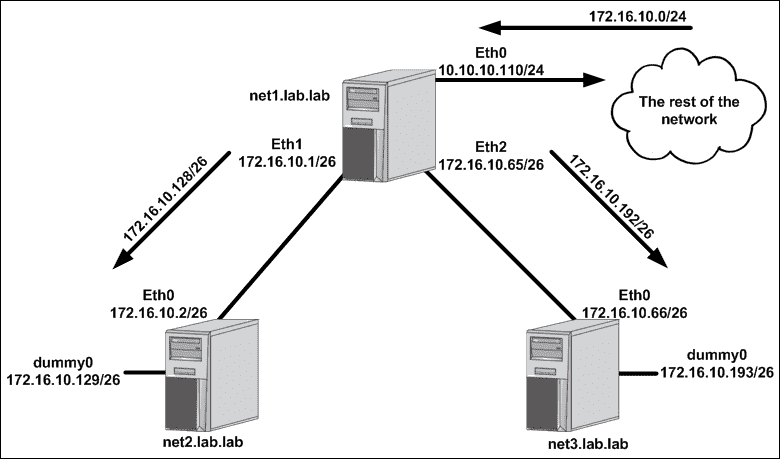 172.16.10.0/24
Eth0
10.10.10.110/24
The rest of the
network
net1.lab.lab
Eth1
172.16.10.1/26
Eth2
172.16.10.65/26
172.16.10.128/26
172.16.10.192/26
Eth0
172.16.10.2/26
Eth0
172.16.10.66/26
dummy0
172.16.10.129/26
dummy0
172.16.10.193/26
net2.lab.lab
net3.lab.lab